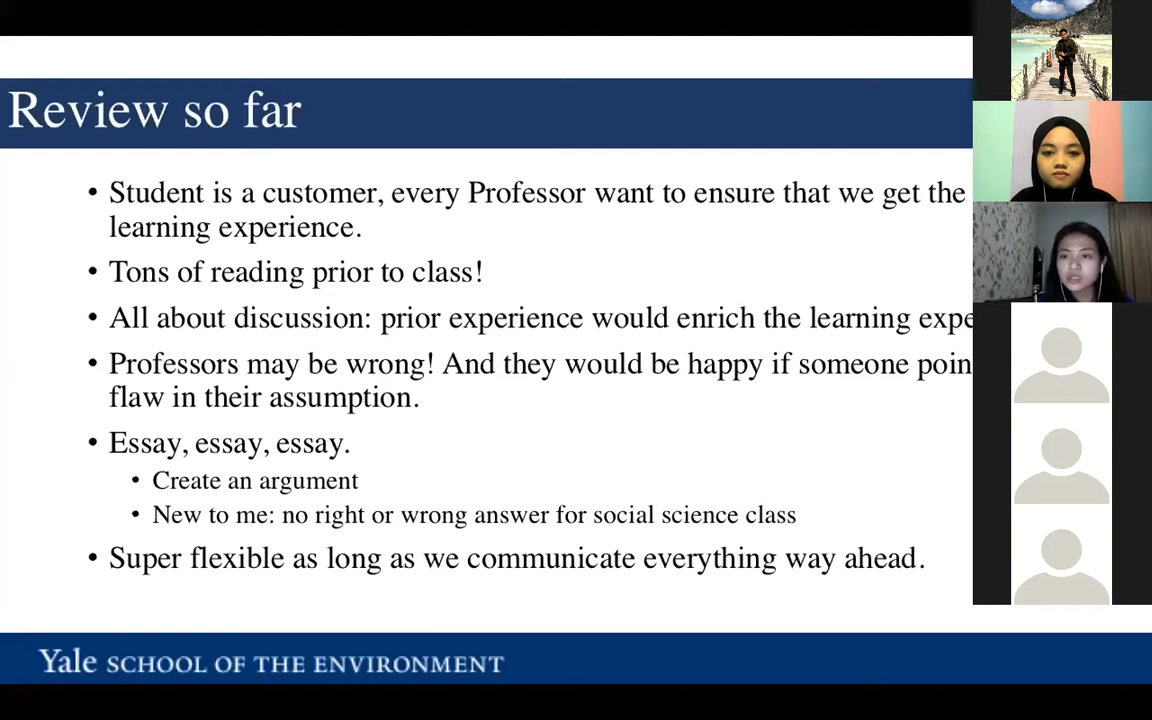 Review so far
• Student is a customer, every Professor want to ensure that we get the
learning experience.
• Tons of reading prior to class!
• All about discussion: prior experience would enrich the learning expe
• Professors may be wrong! And they would be happy if someone poin
flaw in their assumption.
• Essay, essay, essay.
• Create an argument
• New to me: no right or wrong answer for social science class
• Super flexible as long as we communicate everything way ahead.
Yale SCHOOL OF THE ENVIRONMENT